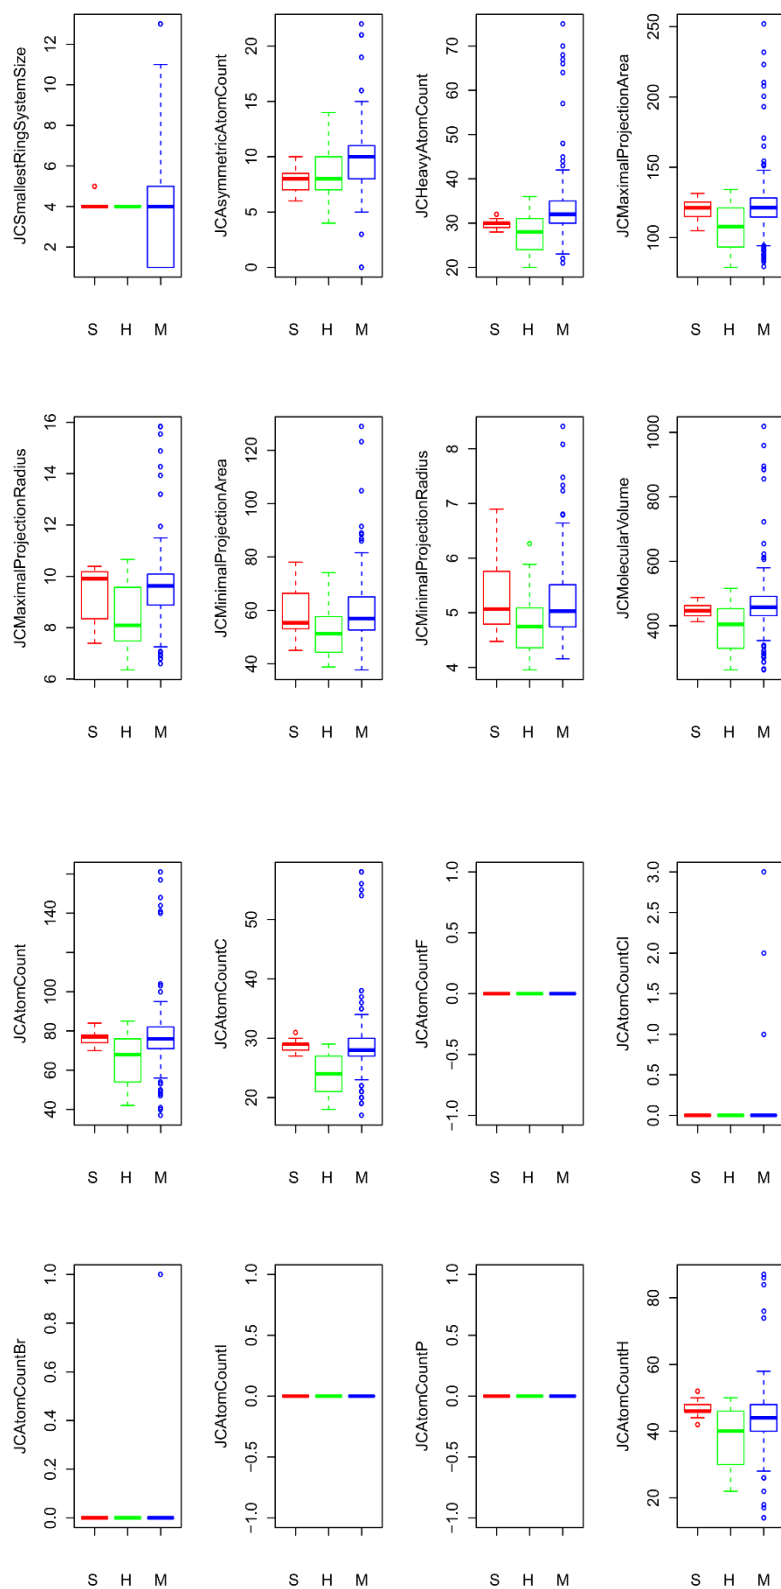 JCSmallestRingSystemSize
2 4 6 8 10 12
S H M
JCAsymmetricAtomCount
0 5 10 15 20
S H M
JCHeavyAtomCount
20 30 40 50 60 70
S H M
JCMaximalProjectionArea
100 150 200 250
S H M
JCMaximalProjectionRadius
6 8 10 12 14 16
S H M
JCMinimalProjectionArea
40 60 80 100 120
S H M
JCMinimalProjectionRadius
4 5 6 7 8
S H M
JCMolecularVolume
400 600 800 1000
S H M
JCAtomCount
40 60 80 100 140
S H M
JCAtomCountC
20 30 40 50
S H M
JCAtomCountF
−1.0 −0.5 0.0 0.5 1.0
S H M
JCAtomCountCl
0.0 0.5 1.0 1.5 2.0 2.5 3.0
S H M
JCAtomCountBr
0.0 0.2 0.4 0.6 0.8 1.0
S H M
JCAtomCountI
−1.0 −0.5 0.0 0.5 1.0
S H M
JCAtomCountP
−1.0 −0.5 0.0 0.5 1.0
S H M
JCAtomCountH
20 40 60 80
S H M